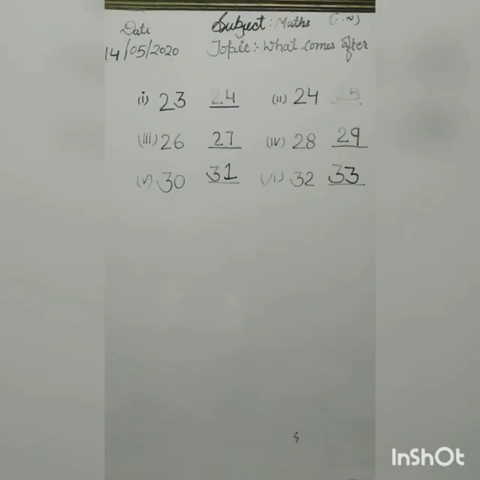 Date Subject: Maths (C.W)
14/05/2020 Topic:- What comes after
(i) 23 24 (ii) 24 25
(iii) 26 27 (iv) 28 29
(v) 30 31 (vi) 32 33
InShOt